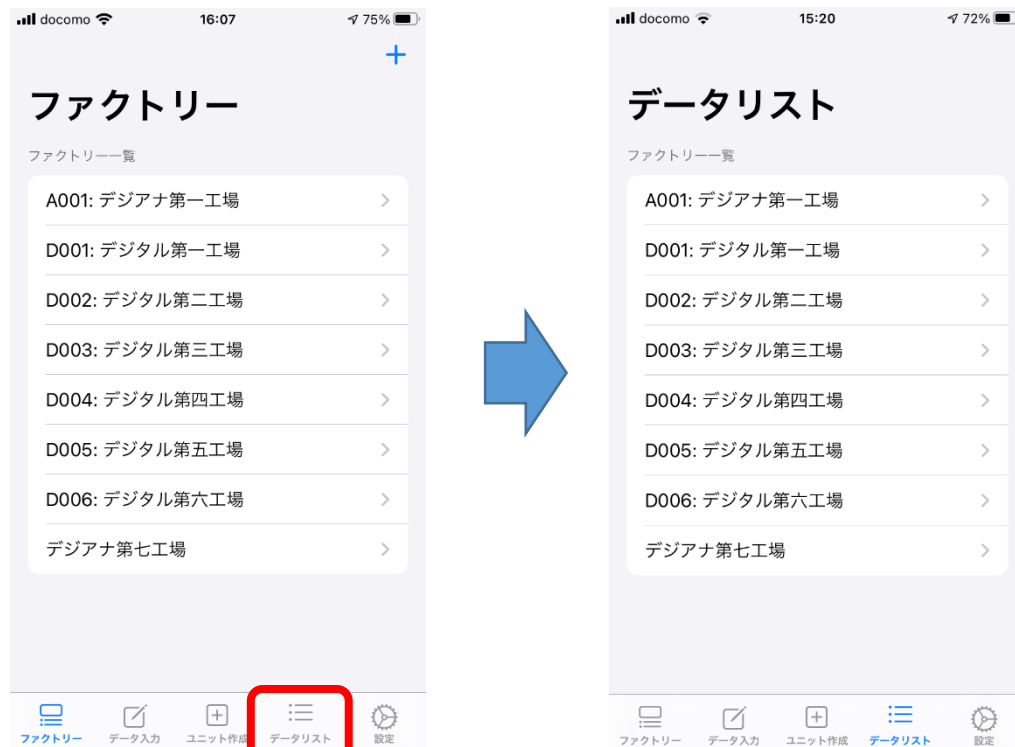 docomo 16:07 75%
ファクトリー
ファクトリー一覧
A001: デジアナ第一工場
D001: デジタル第一工場
D002: デジタル第二工場
D003: デジタル第三工場
D004: デジタル第四工場
D005: デジタル第五工場
D006: デジタル第六工場
デジアナ第七工場
ファクトリー データ入力 ユニット作成 データリスト 設定
docomo 15:20 72%
データリスト
ファクトリー一覧
A001: デジアナ第一工場
D001: デジタル第一工場
D002: デジタル第二工場
D003: デジタル第三工場
D004: デジタル第四工場
D005: デジタル第五工場
D006: デジタル第六工場
デジアナ第七工場
ファクトリー データ入力 ユニット作成 データリスト 設定